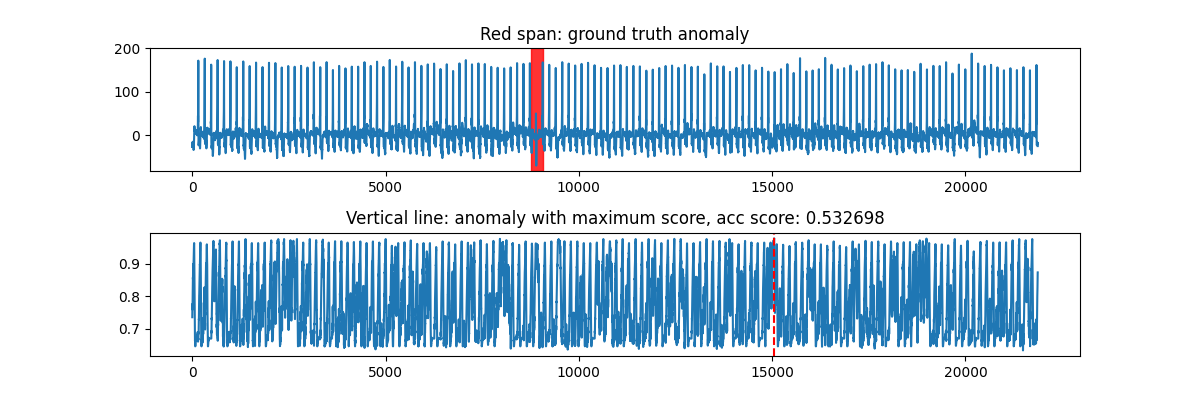 Red span: ground truth anomaly
200
100
0
0 5000 10000 15000 20000
Vertical line: anomaly with maximum score, acc score: 0.532698
0.9
0.8
0.7
0 5000 10000 15000 20000